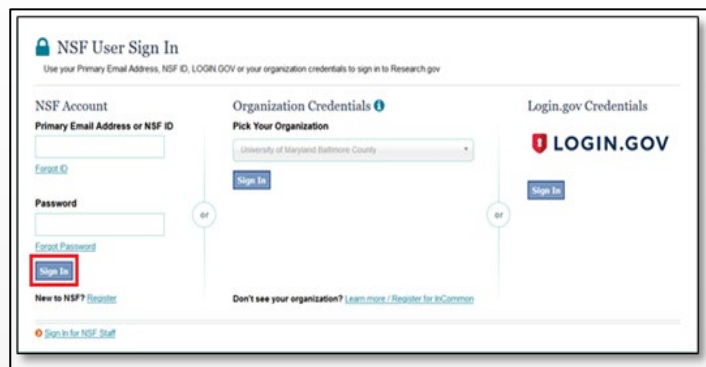 NSF User Sign In
Use your Primary Email Address, NSF ID, LOGIN.GOV or your organization credentials to sign in to Research.gov
NSF Account
Primary Email Address or NSF ID
Forgot ID
Password
Forgot Password
Sign In
New to NSF? Register
or
Organization Credentials
Pick Your Organization
University of Maryland Baltimore County
Sign In
Don't see your organization? Learn more / Register for InCommon
or
Login.gov Credentials
LOGIN.GOV
Sign In
Sign In for NSF Staff